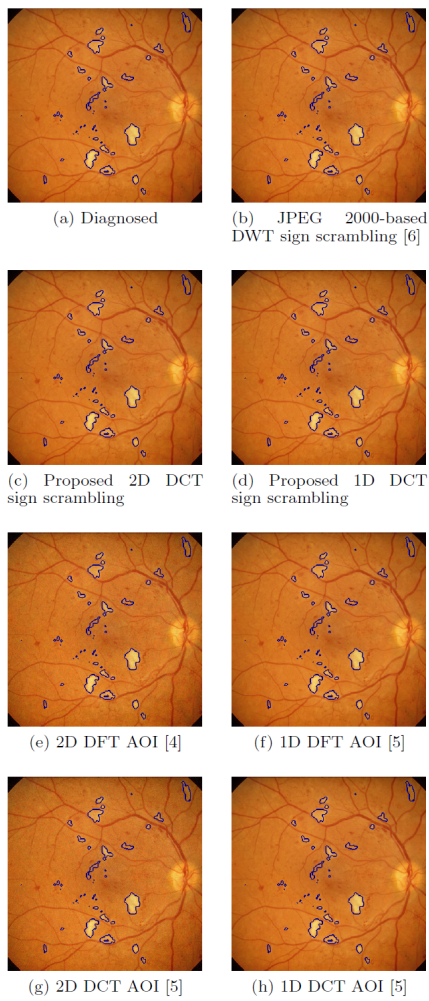 (a) Diagnosed
(b) JPEG 2000-based
DWT sign scrambling [6]
(c) Proposed 2D DCT
sign scrambling
(d) Proposed 1D DCT
sign scrambling
(e) 2D DFT AOI [4]
(f) 1D DFT AOI [5]
(g) 2D DCT AOI [5]
(h) 1D DCT AOI [5]